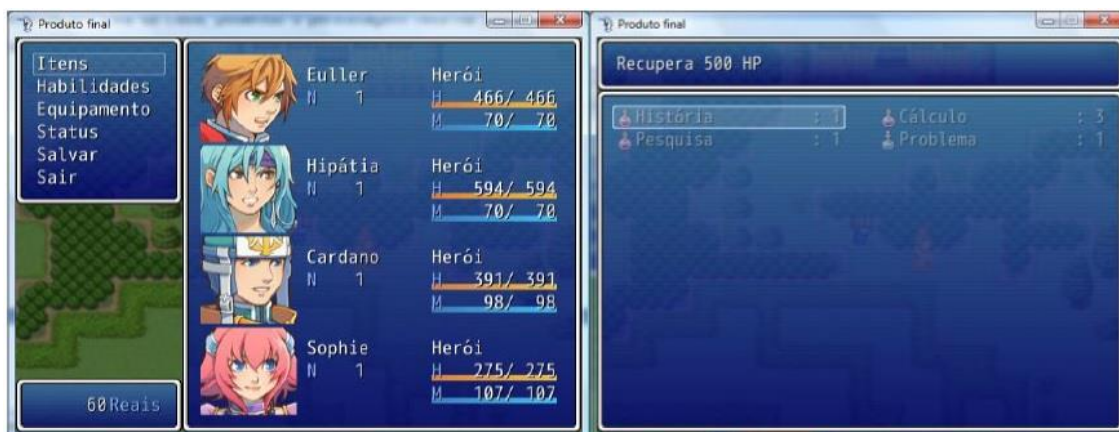 Produto final
Itens
Habilidades
Equipamento
Status
Salvar
Sair
Euller Herói
N 1 H 466/ 466
M 70/ 70
Hipátia Herói
N 1 H 594/ 594
M 70/ 70
Cardano Herói
N 1 H 391/ 391
M 98/ 98
Sophie Herói
N 1 H 275/ 275
M 107/ 107
60Reais
Produto final
Recupera 500 HP
História : 1 Cálculo : 3
Pesquisa : 1 Problema : 1